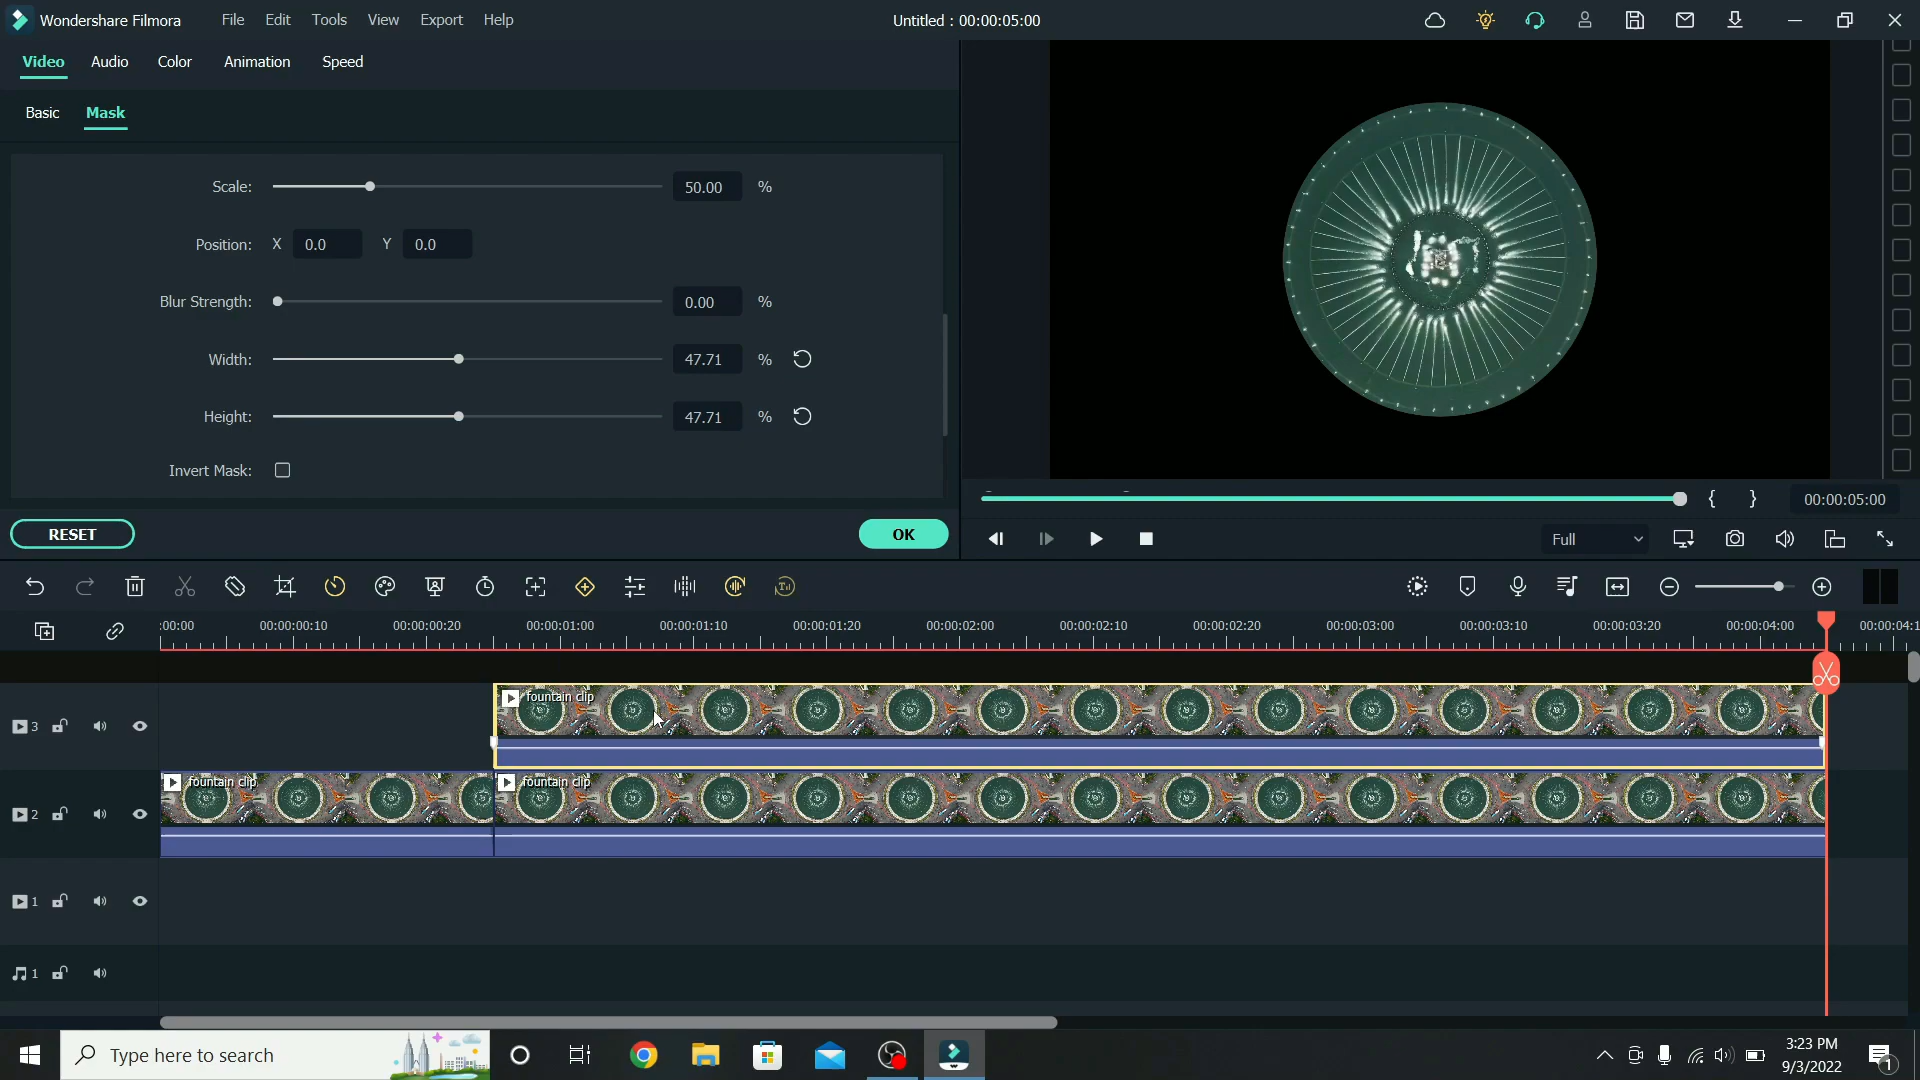 Wondershare Filmora File Edit Tools View Export Help Untitled : 00:00:05:00
Video Audio Color Animation Speed
Basic Mask
Scale: 50.00 %
Position: X 0.0 Y 0.0
Blur Strength: 0.00 %
Width: 47.71 %
Height: 47.71 %
Invert Mask:
RESET OK
{ } 00:00:05:00
Full
:00:00 00:00:00:10 00:00:00:20 00:00:01:00 00:00:01:10 00:00:01:20 00:00:02:00 00:00:02:10 00:00:02:20 00:00:03:00 00:00:03:10 00:00:03:20 00:00:04:00 00:00:04:1
fountain clip
3
fountain clip fountain clip
2
1
1
Type here to search
3:23 PM
9/3/2022
1